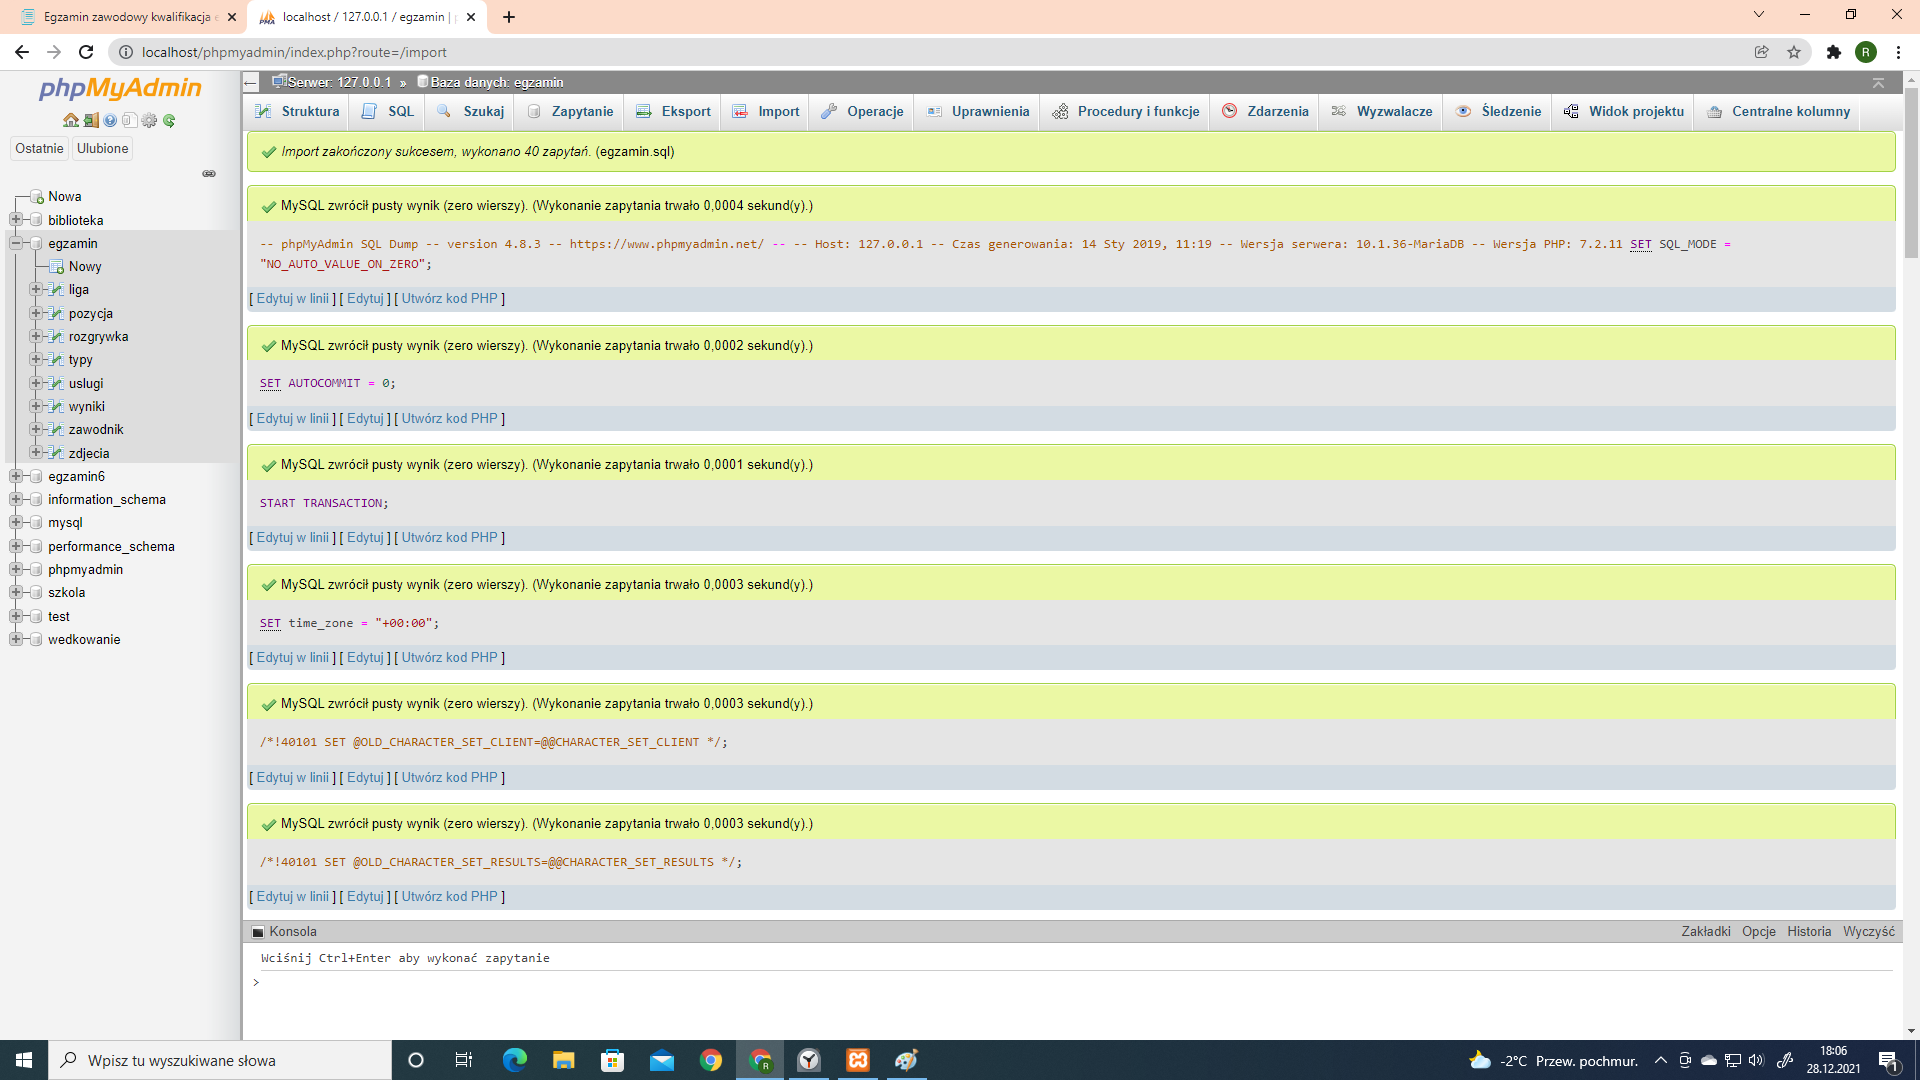 Egzamin zawodowy kwalifikacja
localhost / 127.0.0.1 / egzamin |
localhost/phpmyadmin/index.php?route=/import
R
phpMyAdmin
Ostatnie Ulubione
Nowa
biblioteka
egzamin
Nowy
liga
pozycja
rozgrywka
typy
uslugi
wyniki
zawodnik
zdjecia
egzamin6
information_schema
mysql
performance_schema
phpmyadmin
szkola
test
wedkowanie
Serwer: 127.0.0.1 » Baza danych: egzamin
Struktura SQL Szukaj Zapytanie Eksport Import Operacje Uprawnienia Procedury i funkcje Zdarzenia Wyzwalacze Śledzenie Widok projektu Centralne kolumny
Import zakończony sukcesem, wykonano 40 zapytań. (egzamin.sql)
MySQL zwrócił pusty wynik (zero wierszy). (Wykonanie zapytania trwało 0,0004 sekund(y).)
-- phpMyAdmin SQL Dump -- version 4.8.3 -- https://www.phpmyadmin.net/ -- -- Host: 127.0.0.1 -- Czas generowania: 14 Sty 2019, 11:19 -- Wersja serwera: 10.1.36-MariaDB -- Wersja PHP: 7.2.11 SET SQL_MODE =
"NO_AUTO_VALUE_ON_ZERO";
[ Edytuj w linii ] [ Edytuj ] [ Utwórz kod PHP ]
MySQL zwrócił pusty wynik (zero wierszy). (Wykonanie zapytania trwało 0,0002 sekund(y).)
SET AUTOCOMMIT = 0;
[ Edytuj w linii ] [ Edytuj ] [ Utwórz kod PHP ]
MySQL zwrócił pusty wynik (zero wierszy). (Wykonanie zapytania trwało 0,0001 sekund(y).)
START TRANSACTION;
[ Edytuj w linii ] [ Edytuj ] [ Utwórz kod PHP ]
MySQL zwrócił pusty wynik (zero wierszy). (Wykonanie zapytania trwało 0,0003 sekund(y).)
SET time_zone = "+00:00";
[ Edytuj w linii ] [ Edytuj ] [ Utwórz kod PHP ]
MySQL zwrócił pusty wynik (zero wierszy). (Wykonanie zapytania trwało 0,0003 sekund(y).)
/*!40101 SET @OLD_CHARACTER_SET_CLIENT=@@CHARACTER_SET_CLIENT */;
[ Edytuj w linii ] [ Edytuj ] [ Utwórz kod PHP ]
MySQL zwrócił pusty wynik (zero wierszy). (Wykonanie zapytania trwało 0,0003 sekund(y).)
/*!40101 SET @OLD_CHARACTER_SET_RESULTS=@@CHARACTER_SET_RESULTS */;
[ Edytuj w linii ] [ Edytuj ] [ Utwórz kod PHP ]
Konsola Zakładki Opcje Historia Wyczyść
Wciśnij Ctrl+Enter aby wykonać zapytanie
>
Wpisz tu wyszukiwane słowa
-2°C Przew. pochmur.
18:06
28.12.2021
1